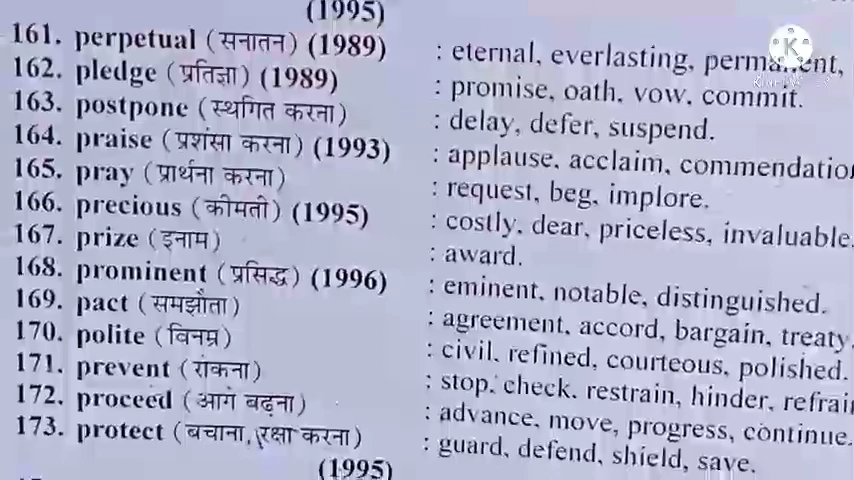 (1995)
161. perpetual (सनातन) (1989) : eternal, everlasting, permanent,
162. pledge (प्रतिज्ञा) (1989) : promise, oath, vow, commit.
163. postpone (स्थगित करना) : delay, defer, suspend.
164. praise (प्रशंसा करना) (1993) : applause, acclaim, commendation
165. pray (प्रार्थना करना) : request, beg, implore.
166. precious (कीमती) (1995) : costly, dear, priceless, invaluable.
167. prize (इनाम) : award.
168. prominent (प्रसिद्ध) (1996) : eminent, notable, distinguished.
169. pact (समझौता) : agreement, accord, bargain, treaty.
170. polite (विनम्र) : civil, refined, courteous, polished.
171. prevent (रोकना) : stop, check, restrain, hinder, refrain
172. proceed (आगे बढ़ना) : advance, move, progress, continue.
173. protect (बचाना, रक्षा करना) : guard, defend, shield, save.
(1995)